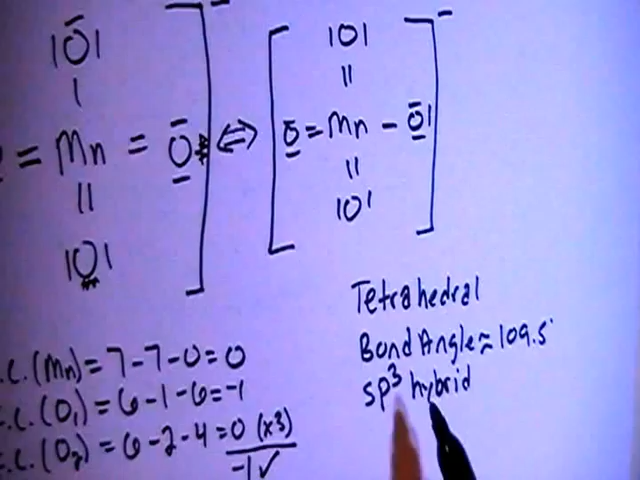 |O|
|
= Mn = O
||
|O|
]⁻
⇔
[
|O|
||
O = Mn - O|
||
|O|
]⁻
Tetrahedral
Bond Angle ≈ 109.5°
sp³ hybrid
.C.(Mn) = 7-7-0=0
.C.(O₁) = 6-1-6=-1
.C.(O₂) = 6-2-4=0 (x3)
-1✓